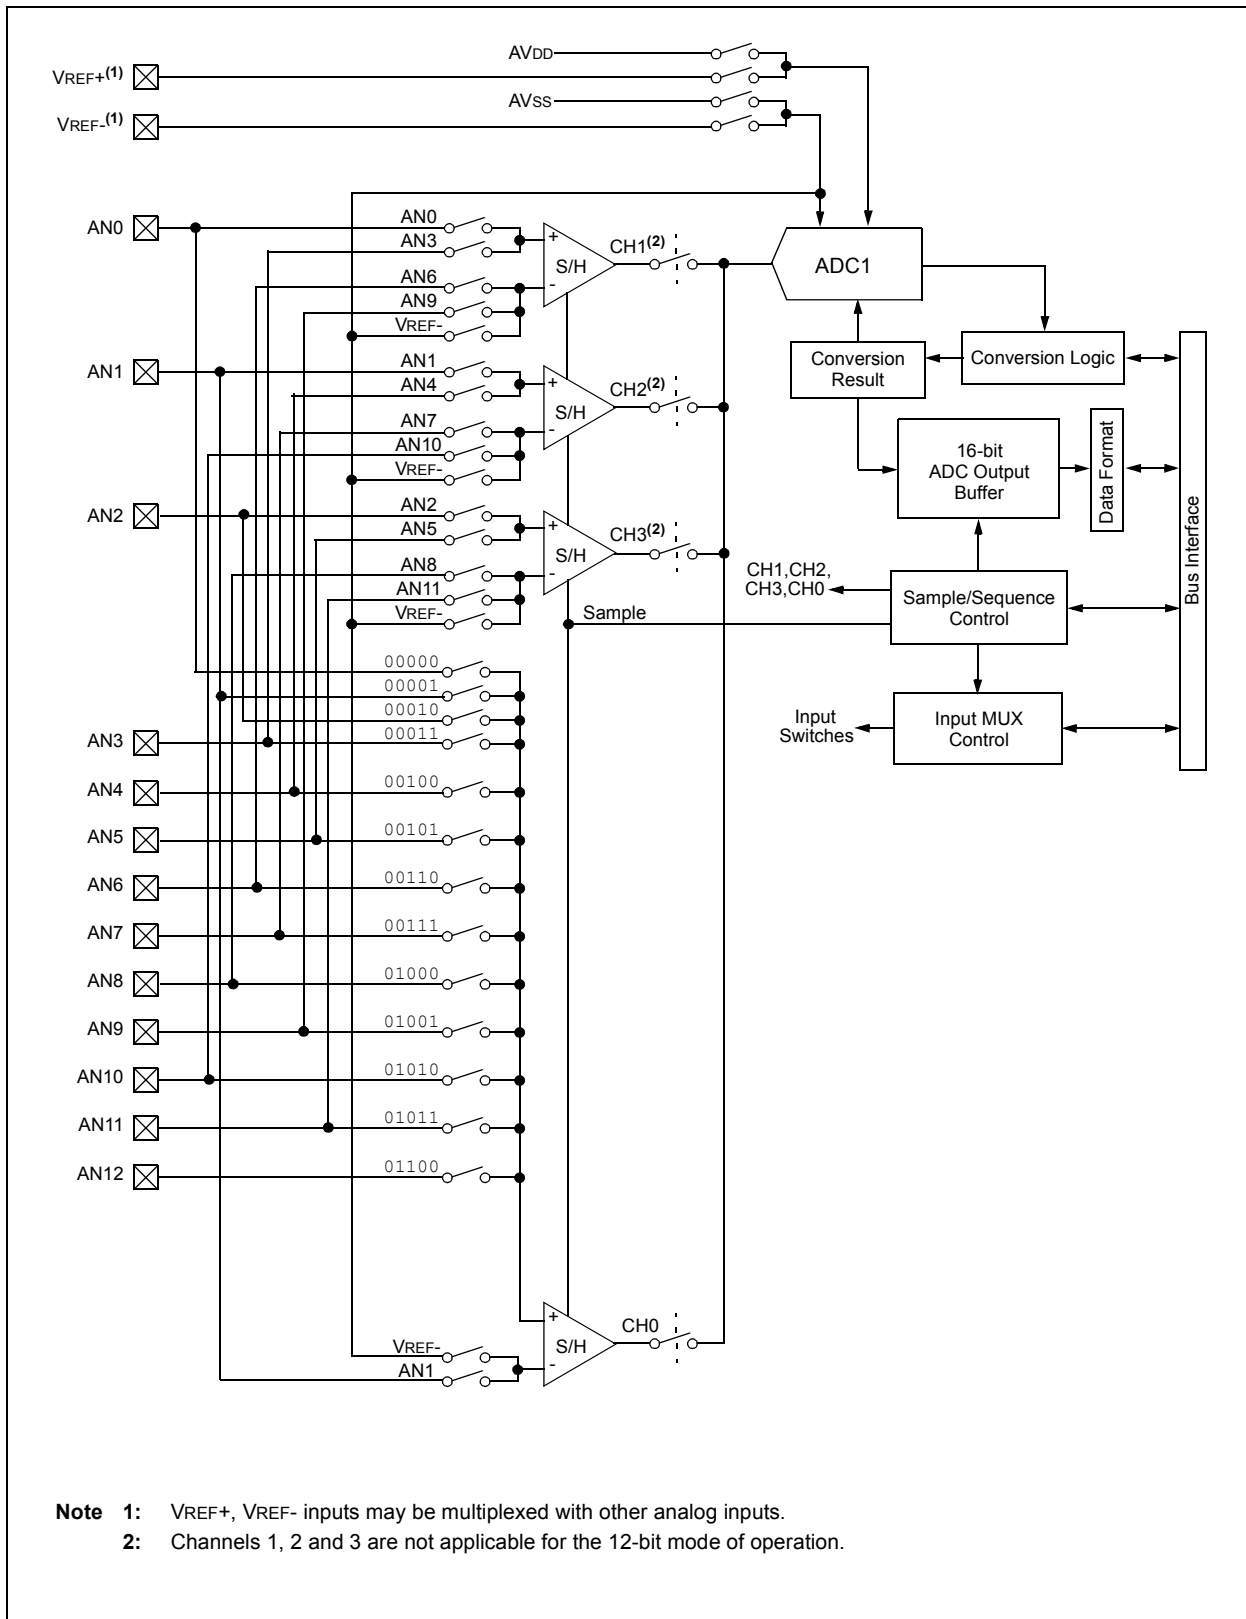 AVDD
VREF+(1)
AVSS
VREF-(1)
AN0
AN0
AN3
AN6
AN9
VREF-
+
-
S/H
CH1(2)
ADC1
Conversion Logic
Conversion
Result
AN1
AN1
AN4
AN7
AN10
VREF-
+
-
S/H
CH2(2)
16-bit
ADC Output
Buffer
Data Format
Bus Interface
AN2
AN2
AN5
AN8
AN11
VREF-
+
-
S/H
CH3(2)
CH1,CH2,
CH3,CH0
Sample/Sequence
Control
Sample
Input
Switches
Input MUX
Control
00000
00001
00010
AN3 00011
AN4 00100
AN5 00101
AN6 00110
AN7 00111
AN8 01000
AN9 01001
AN10 01010
AN11 01011
AN12 01100
VREF-
AN1
+
-
S/H
CH0
Note 1: VREF+, VREF- inputs may be multiplexed with other analog inputs.
2: Channels 1, 2 and 3 are not applicable for the 12-bit mode of operation.